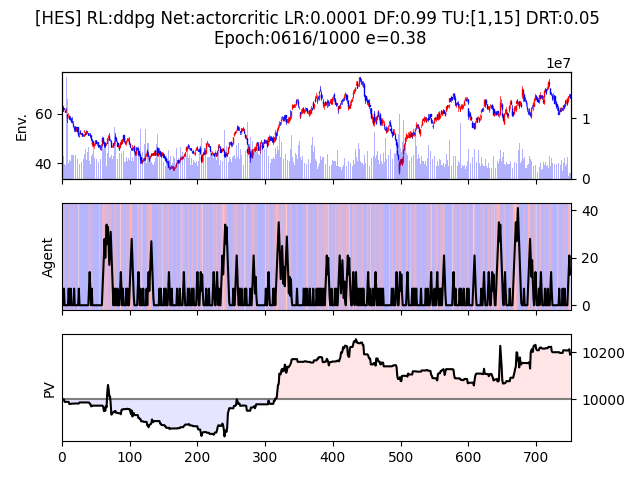 [HES] RL:ddpg Net:actorcritic LR:0.0001 DF:0.99 TU:[1,15] DRT:0.05
Epoch:0616/1000 e=0.38
1e7
Env.
60
40
1
0
Agent
40
20
0
PV
10200
10000
0 100 200 300 400 500 600 700